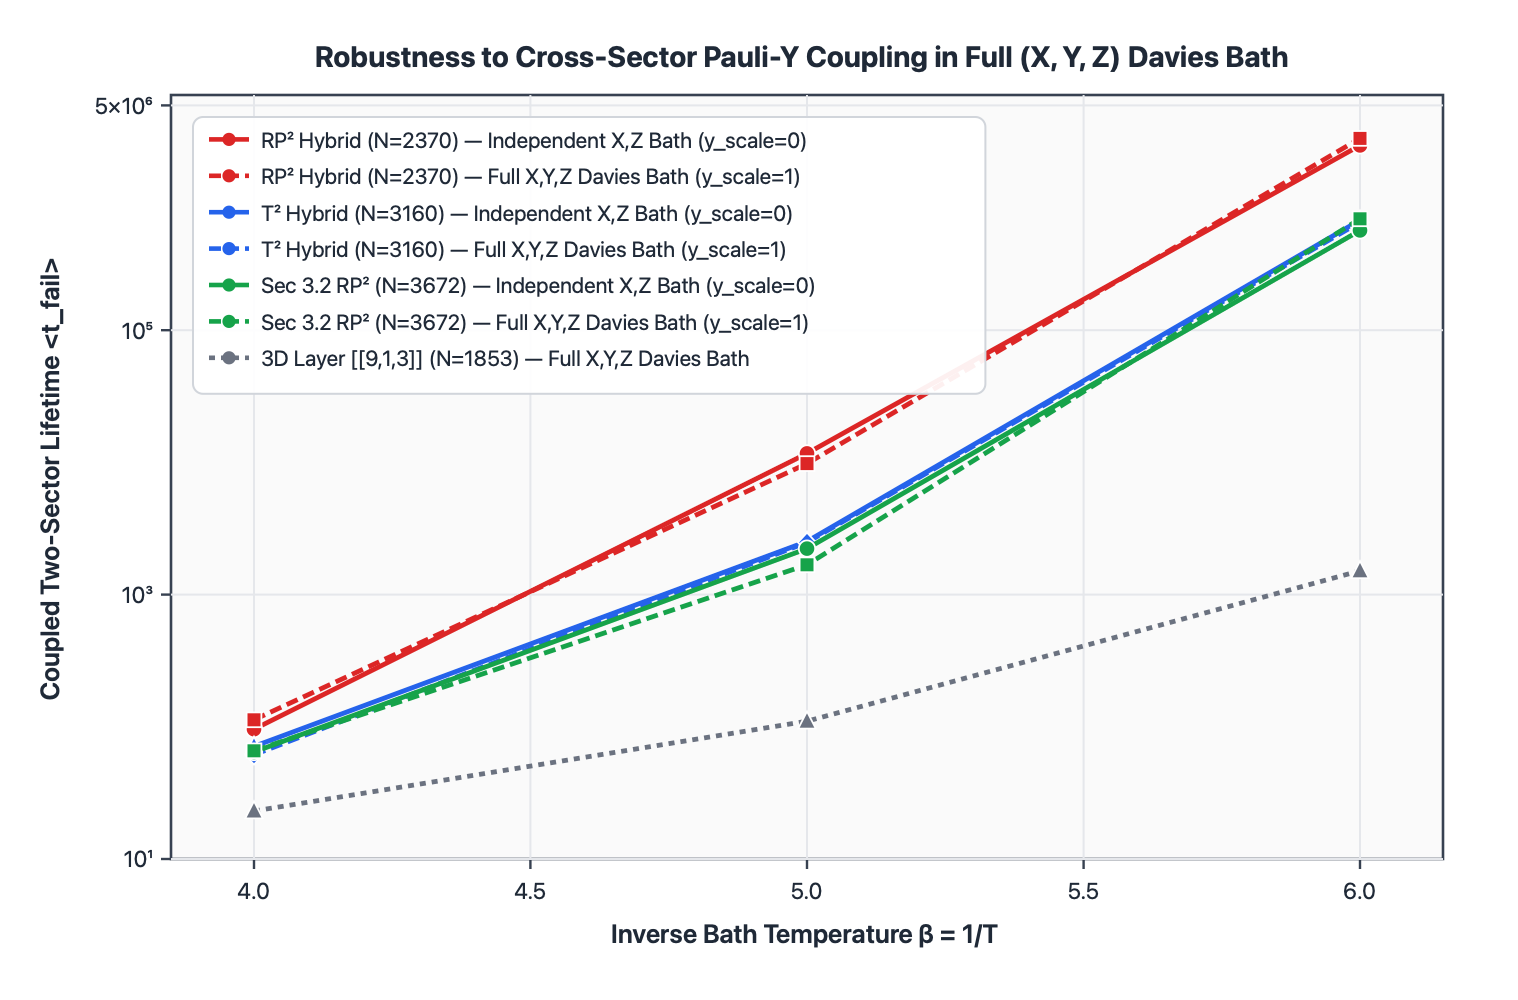 Robustness to Cross-Sector Pauli-Y Coupling in Full (X, Y, Z) Davies Bath
5×10⁶
10⁵
10³
10¹
Coupled Two-Sector Lifetime <t_fail>
RP² Hybrid (N=2370) — Independent X,Z Bath (y_scale=0)
RP² Hybrid (N=2370) — Full X,Y,Z Davies Bath (y_scale=1)
T² Hybrid (N=3160) — Independent X,Z Bath (y_scale=0)
T² Hybrid (N=3160) — Full X,Y,Z Davies Bath (y_scale=1)
Sec 3.2 RP² (N=3672) — Independent X,Z Bath (y_scale=0)
Sec 3.2 RP² (N=3672) — Full X,Y,Z Davies Bath (y_scale=1)
3D Layer [[9,1,3]] (N=1853) — Full X,Y,Z Davies Bath
4.0 4.5 5.0 5.5 6.0
Inverse Bath Temperature β = 1/T